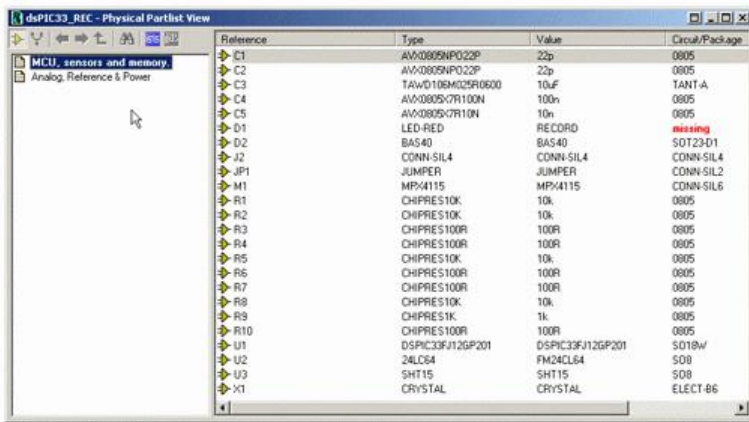 dsPIC33_REC - Physical Partlist View
MCU, sensors and memory.
Analog, Reference & Power
Reference Type Value Circuit/Package
C1 AVX0805NPO22P 22p 0805
C2 AVX0805NPO22P 22p 0805
C3 TAWD106M025R0600 10uF TANT-A
C4 AVX0805X7R100N 100n 0805
C5 AVX0805X7R10N 10n 0805
D1 LED-RED RECORD missing
D2 BAS40 BAS40 SOT23-D1
J2 CONN-SIL4 CONN-SIL4 CONN-SIL4
JP1 JUMPER JUMPER CONN-SIL2
M1 MPX4115 MPX4115 CONN-SIL6
R1 CHIPRES10K 10k 0805
R2 CHIPRES10K 10k 0805
R3 CHIPRES100R 100R 0805
R4 CHIPRES100R 100R 0805
R5 CHIPRES10K 10k 0805
R6 CHIPRES100R 100R 0805
R7 CHIPRES100R 100R 0805
R8 CHIPRES10K 10k 0805
R9 CHIPRES1K 1k 0805
R10 CHIPRES100R 100R 0805
U1 DSPIC33FJ12GP201 DSPIC33FJ12GP201 SO18W
U2 24LC64 FM24CL64 SO8
U3 SHT15 SHT15 SO8
X1 CRYSTAL CRYSTAL ELECT-B6